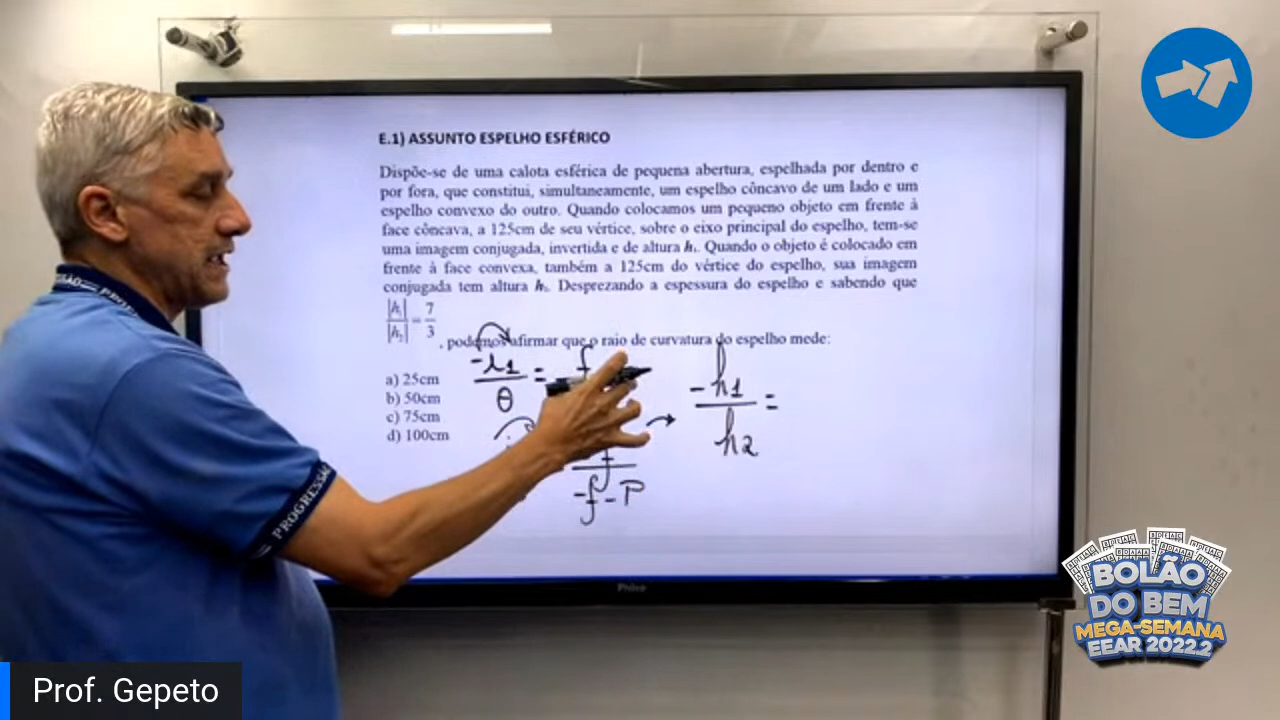 E.1) ASSUNTO ESPELHO ESFÉRICO
Dispõe-se de uma calota esférica de pequena abertura, espelhada por dentro e
por fora, que constitui, simultaneamente, um espelho côncavo de um lado e um
espelho convexo do outro. Quando colocamos um pequeno objeto em frente à
face côncava, a 125cm de seu vértice, sobre o eixo principal do espelho, tem-se
uma imagem conjugada, invertida e de altura h₁. Quando o objeto é colocado em
frente à face convexa, também a 125cm do vértice do espelho, sua imagem
conjugada tem altura h₂. Desprezando a espessura do espelho e sabendo que
|h₁|/|h₂| = 7/3, podemos afirmar que o raio de curvatura do espelho mede:
a) 25cm
b) 50cm
c) 75cm
d) 100cm
θ
=
f
-f-P
-h1
h2
=
PROGRESSÃO
Philco
BOLÃO
DO BEM
MEGA-SEMANA
EEAR 2022.2
Prof. Gepeto